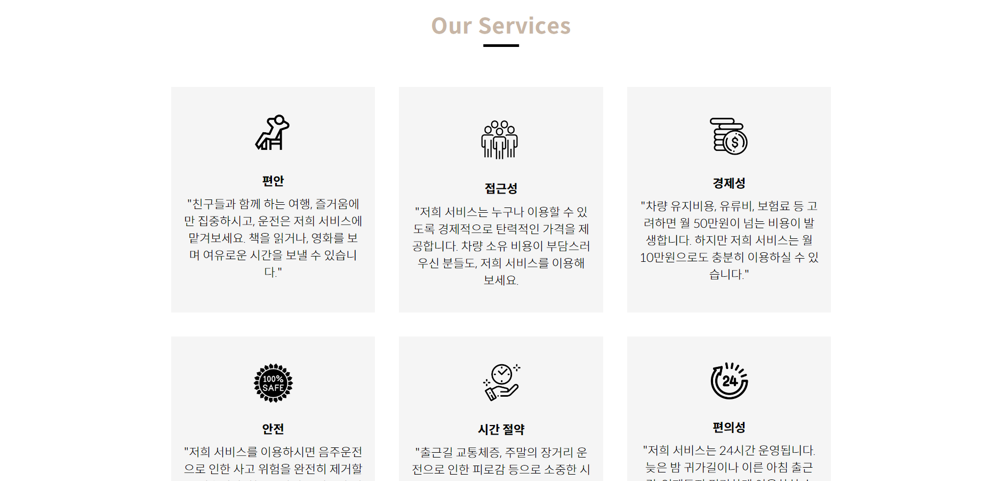 Our Services
편안
"친구들과 함께 하는 여행, 즐거움에
만 집중하시고, 운전은 저희 서비스에
맡겨보세요. 책을 읽거나, 영화를 보
며 여유로운 시간을 보낼 수 있습니
다."
접근성
"저희 서비스는 누구나 이용할 수 있
도록 경제적으로 탄력적인 가격을 제
공합니다. 차량 소유 비용이 부담스러
우신 분들도, 저희 서비스를 이용해
보세요.
경제성
"차량 유지비용, 유류비, 보험료 등 고
려하면 월 50만원이 넘는 비용이 발
생합니다. 하지만 저희 서비스는 월
10만원으로도 충분히 이용하실 수 있
습니다."
100%
SAFE
안전
"저희 서비스를 이용하시면 음주운전
으로 인한 사고 위험을 완전히 제거할
시간 절약
"출근길 교통체증, 주말의 장거리 운
전으로 인한 피로감 등으로 소중한 시
24
편의성
"저희 서비스는 24시간 운영됩니다.
늦은 밤 귀가길이나 이른 아침 출근